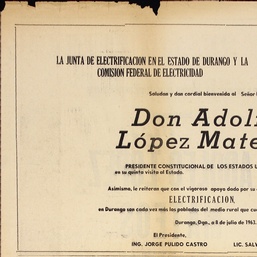 LA JUNTA DE ELECTRIFICACION EN EL ESTADO DE DURANGO Y LA
COMISION FEDERAL DE ELECTRICIDAD
Saludan y dan cordial bienvenida al Señor
Don Adol
López Mate
PRESIDENTE CONSTITUCIONAL DE LOS ESTADOS U
en su quinta visita al Estado.
Asimismo, le reiteran que con el vigoroso apoyo dado por su
ELECTRIFICACION,
en Durango son cada vez más los poblados del medio rural que cu
Durango, Dgo., a 8 de julio de 1963.
El Presidente,
ING. JORGE PULIDO CASTRO LIC. SALV